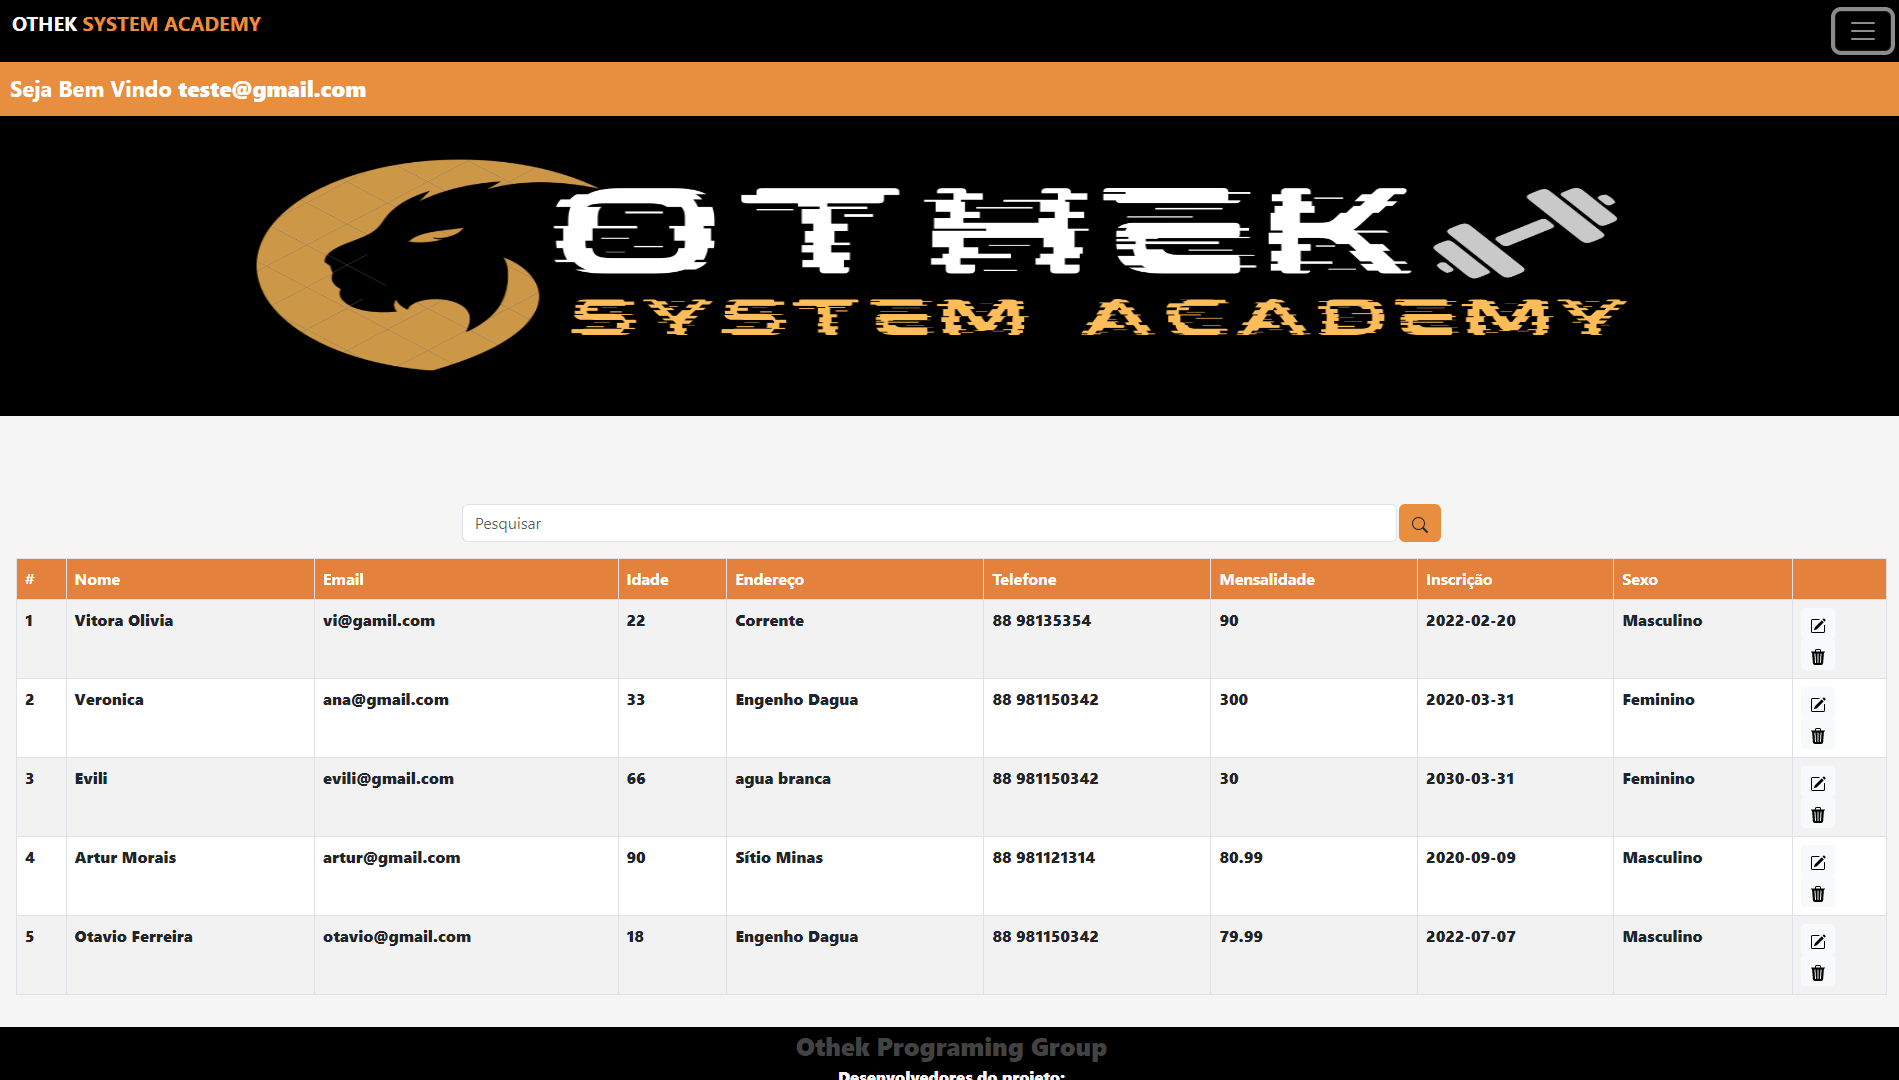 OTHEK SYSTEM ACADEMY
Seja Bem Vindo teste@gmail.com
OTHEK
SYSTEM ACADEMY
Pesquisar
# Nome Email Idade Endereço Telefone Mensalidade Inscrição Sexo
1 Vitora Olivia vi@gamil.com 22 Corrente 88 98135354 90 2022-02-20 Masculino
2 Veronica ana@gmail.com 33 Engenho Dagua 88 981150342 300 2020-03-31 Feminino
3 Evili evili@gmail.com 66 agua branca 88 981150342 30 2030-03-31 Feminino
4 Artur Morais artur@gmail.com 90 Sítio Minas 88 981121314 80.99 2020-09-09 Masculino
5 Otavio Ferreira otavio@gmail.com 18 Engenho Dagua 88 981150342 79.99 2022-07-07 Masculino
Othek Programing Group
Desenvolvedores do projeto: